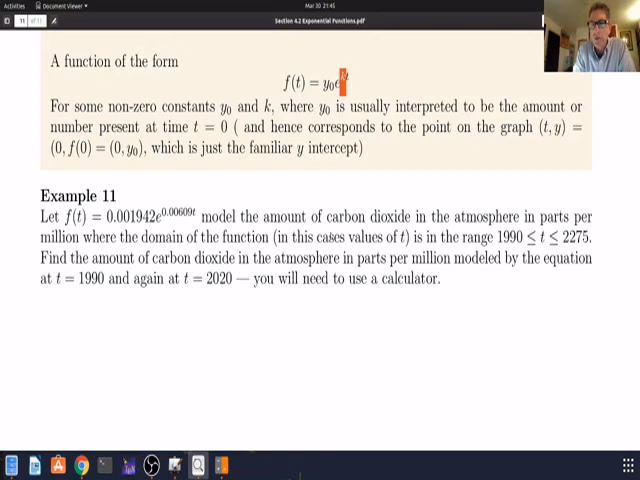 Activities Document Viewer Mar 30 21:45
11 of 11 Section 4.2 Exponential Functions.pdf
A function of the form
f(t) = y₀eᵏᵗ
For some non-zero constants y₀ and k, where y₀ is usually interpreted to be the amount or
number present at time t = 0 ( and hence corresponds to the point on the graph (t, y) =
(0, f(0) = (0, y₀), which is just the familiar y intercept)
Example 11
Let f(t) = 0.001942e^{0.00609t} model the amount of carbon dioxide in the atmosphere in parts per
million where the domain of the function (in this cases values of t) is in the range 1990 ≤ t ≤ 2275.
Find the amount of carbon dioxide in the atmosphere in parts per million modeled by the equation
at t = 1990 and again at t = 2020 — you will need to use a calculator.